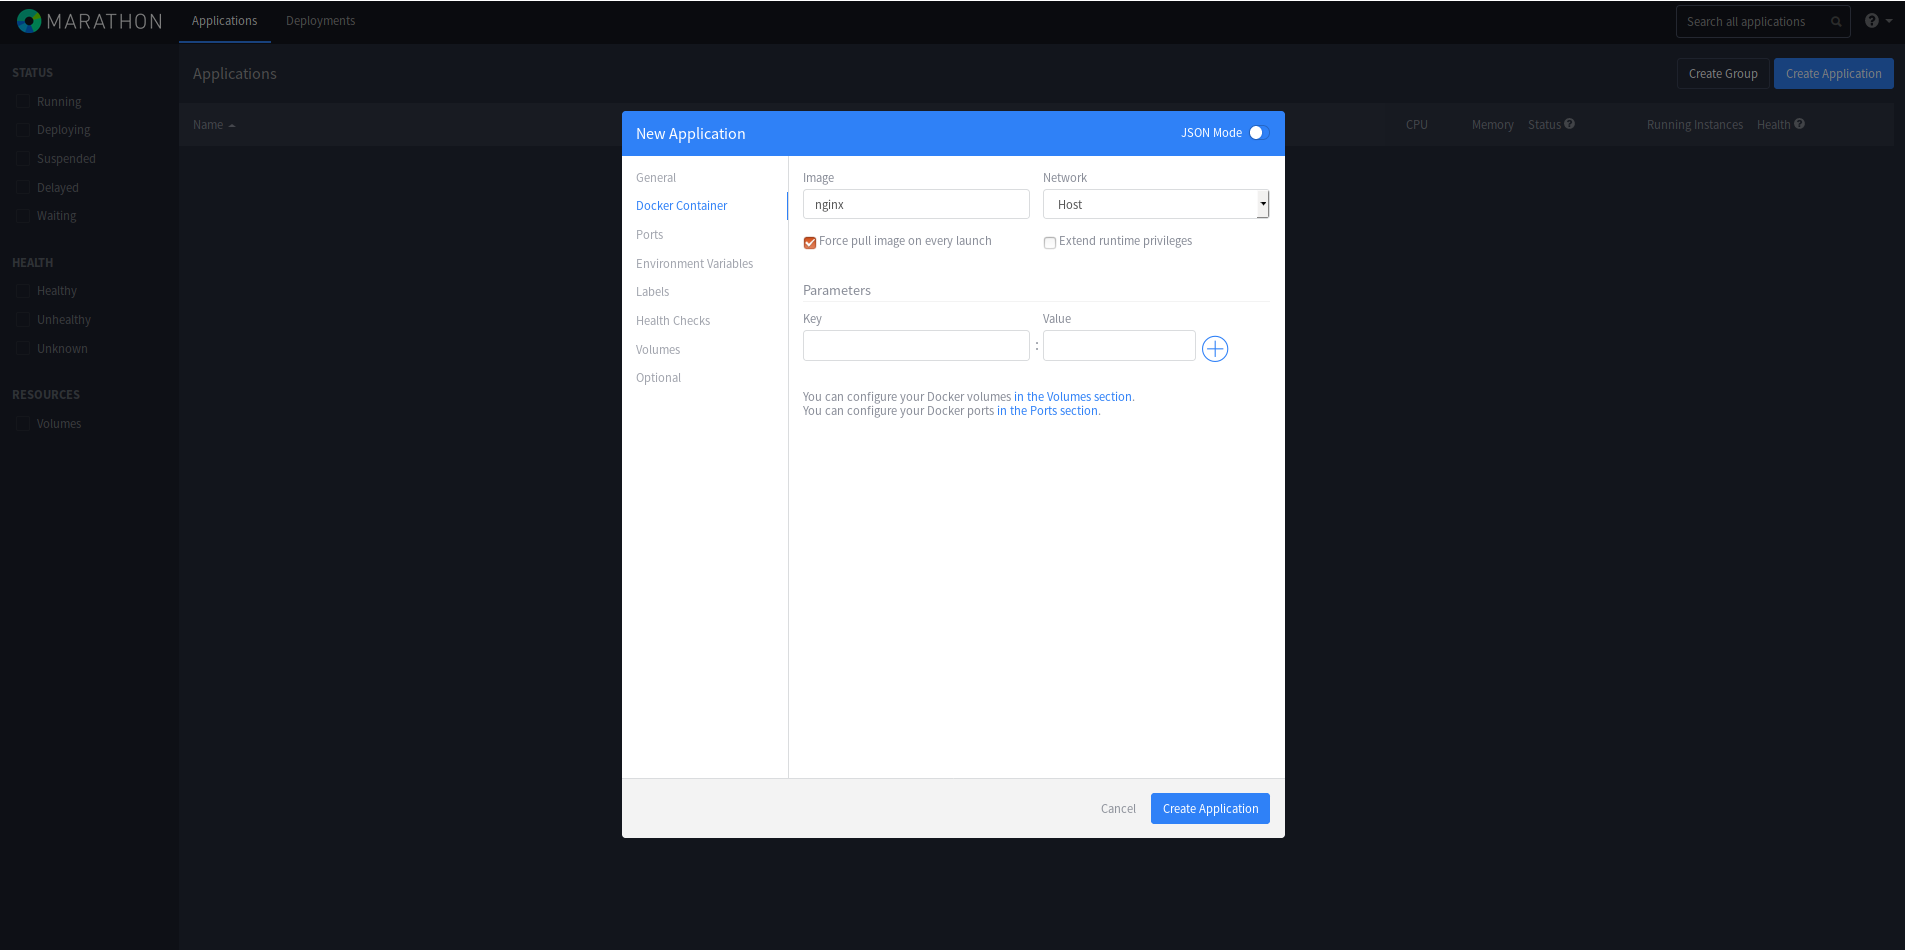 MARATHON
Applications
Deployments
Search all applications
STATUS
Running
Deploying
Suspended
Delayed
Waiting
HEALTH
Healthy
Unhealthy
Unknown
RESOURCES
Volumes
Applications
Create Group
Create Application
Name
CPU
Memory
Status
Running Instances
Health
New Application
JSON Mode
General
Docker Container
Ports
Environment Variables
Labels
Health Checks
Volumes
Optional
Image
Network
nginx
Host
Force pull image on every launch
Extend runtime privileges
Parameters
Key
Value
:
You can configure your Docker volumes in the Volumes section.
You can configure your Docker ports in the Ports section.
Cancel
Create Application